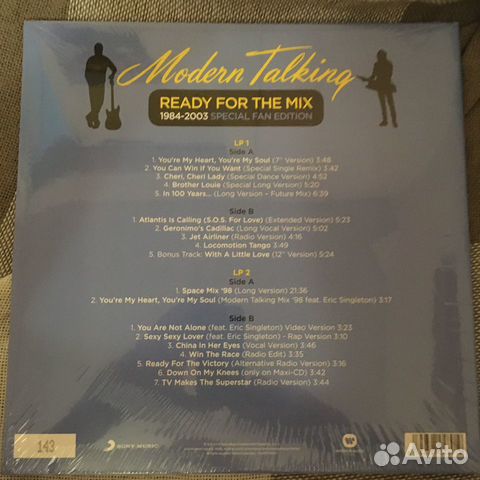 Modern Talking
READY FOR THE MIX
1984-2003 SPECIAL FAN EDITION
LP 1
Side A
1. You're My Heart, You're My Soul (7" Version) 3:48
2. You Can Win If You Want (Special Single Remix) 3:42
3. Cheri, Cheri Lady (Special Dance Version) 4:52
4. Brother Louie (Special Long Version) 5:20
5. In 100 Years... (Long Version – Future Mix) 6:39
Side B
1. Atlantis Is Calling (S.O.S. For Love) (Extended Version) 5:23
2. Geronimo's Cadillac (Long Vocal Version) 5:02
3. Jet Airliner (Radio Version) 4:16
4. Locomotion Tango 3:49
5. Bonus Track: With A Little Love (12" Version) 5:24
LP 2
Side A
1. Space Mix '98 (Long Version) 21:36
2. You're My Heart, You're My Soul (Modern Talking Mix '98 feat. Eric Singleton) 3:17
Side B
1. You Are Not Alone (feat. Eric Singleton) Video Version 3:23
2. Sexy Sexy Lover (feat. Eric Singleton) - Rap Version 3:10
3. China In Her Eyes (Vocal Version) 3:46
4. Win The Race (Radio Edit) 3:35
5. Ready For The Victory (Alternative Radio Version) 3:16
6. Down On My Knees (only on Maxi-CD) 3:42
7. TV Makes The Superstar (Radio Version) 3:44
143
SONY MUSIC
Avito